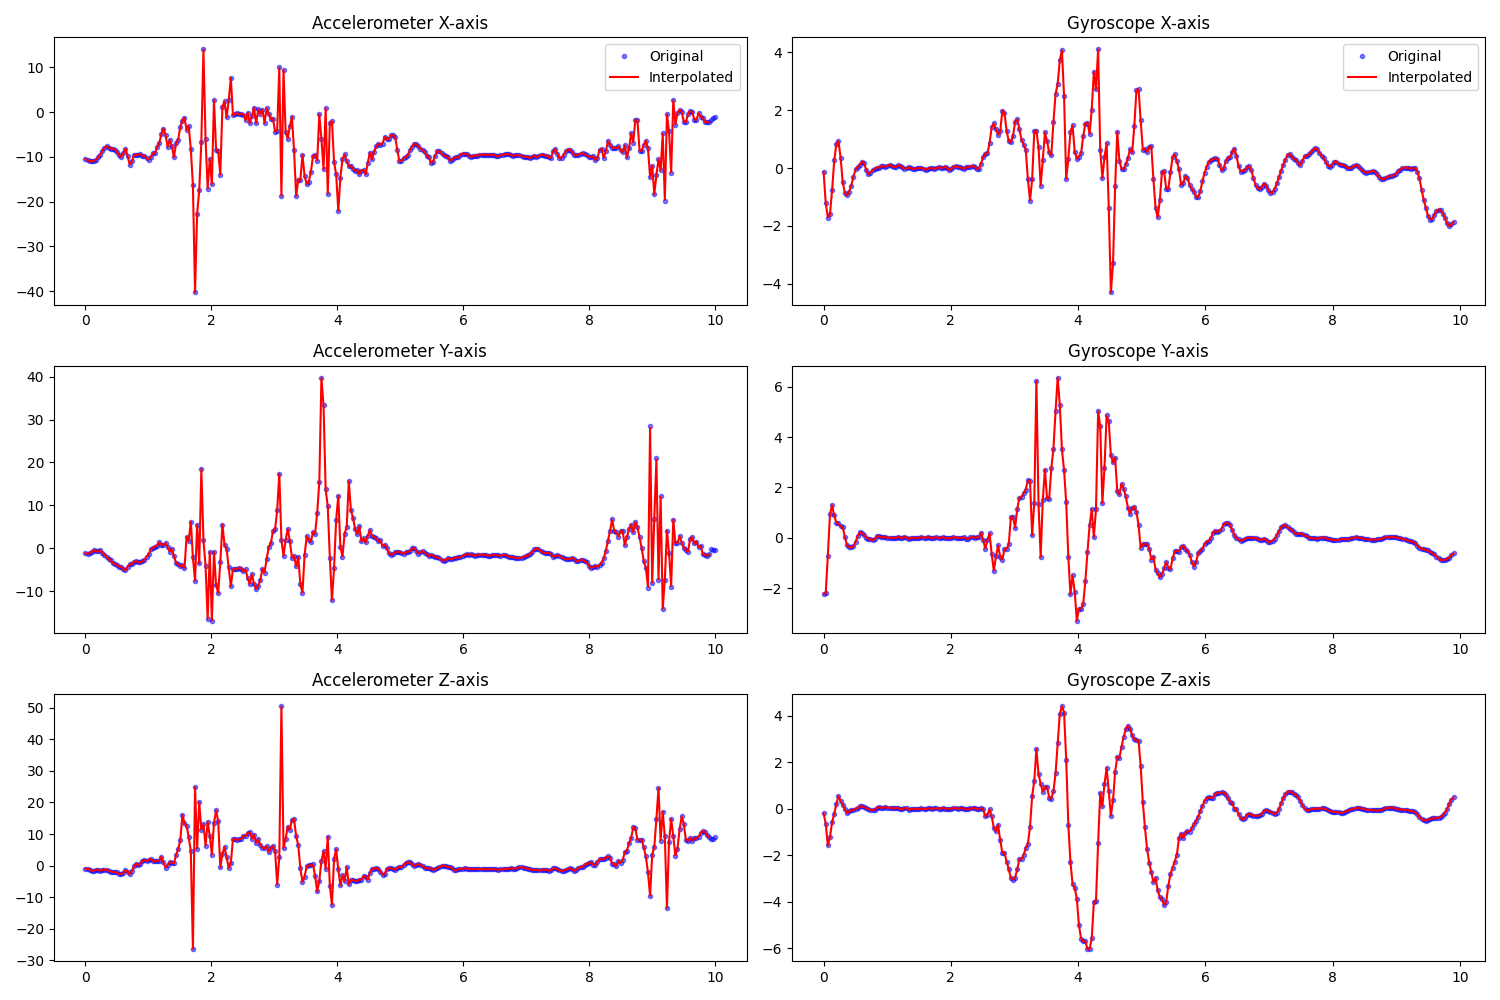 Accelerometer X-axis
Original
Interpolated
10
0
−10
−20
−30
−40
0 2 4 6 8 10
Gyroscope X-axis
Original
Interpolated
4
2
0
−2
−4
0 2 4 6 8 10
Accelerometer Y-axis
40
30
20
10
0
−10
0 2 4 6 8 10
Gyroscope Y-axis
6
4
2
0
−2
0 2 4 6 8 10
Accelerometer Z-axis
50
40
30
20
10
0
−10
−20
−30
0 2 4 6 8 10
Gyroscope Z-axis
4
2
0
−2
−4
−6
0 2 4 6 8 10